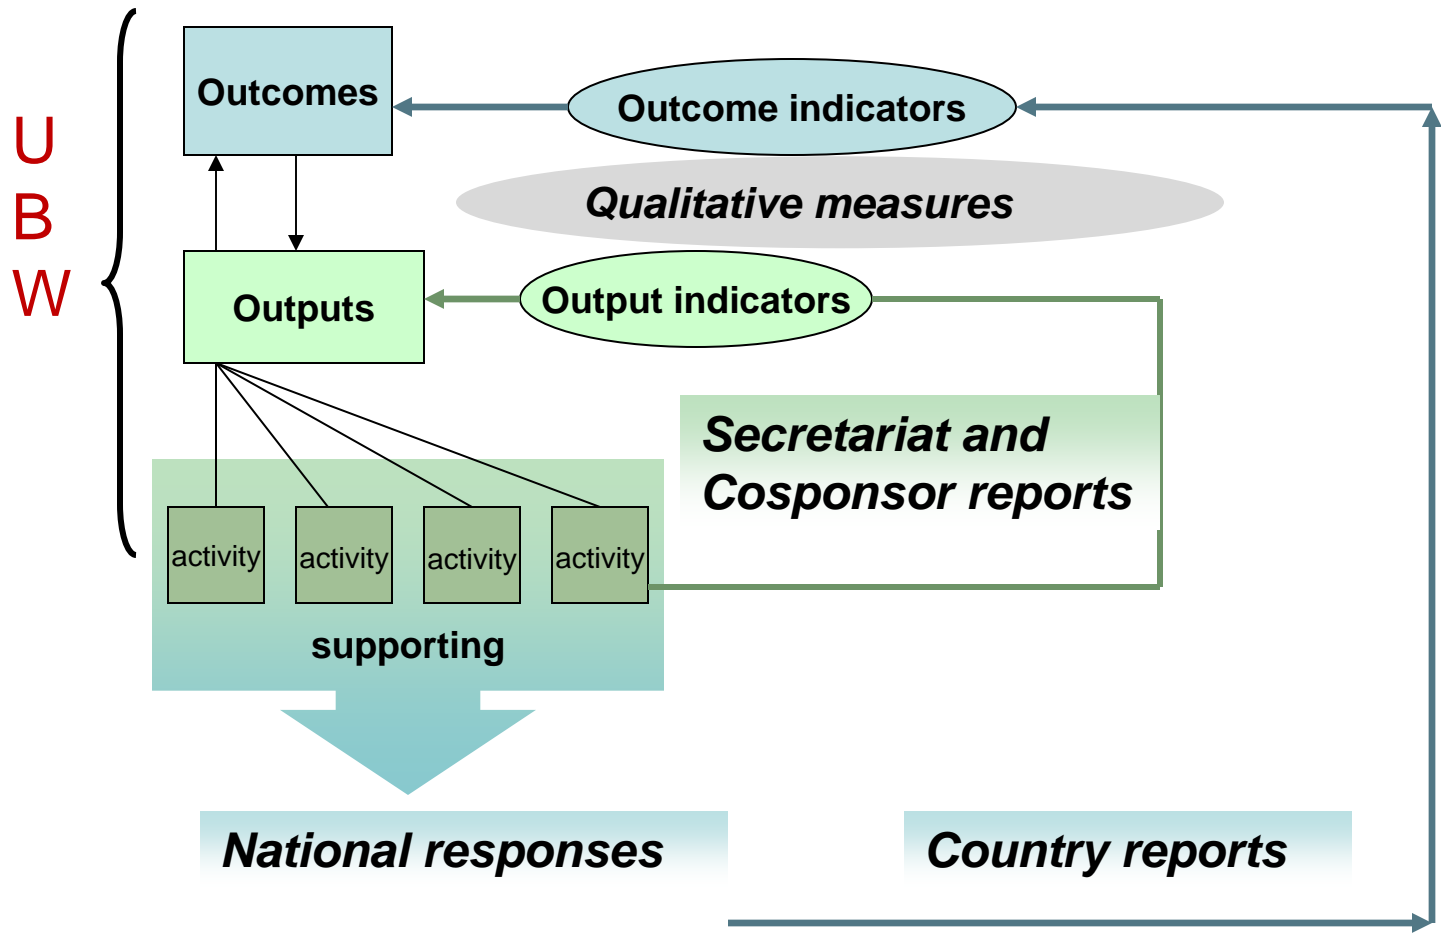 U
B
W
Outcomes
Outcome indicators
Qualitative measures
Outputs
Output indicators
Secretariat and
Cosponsor reports
activity
activity
activity
activity
supporting
National responses
Country reports